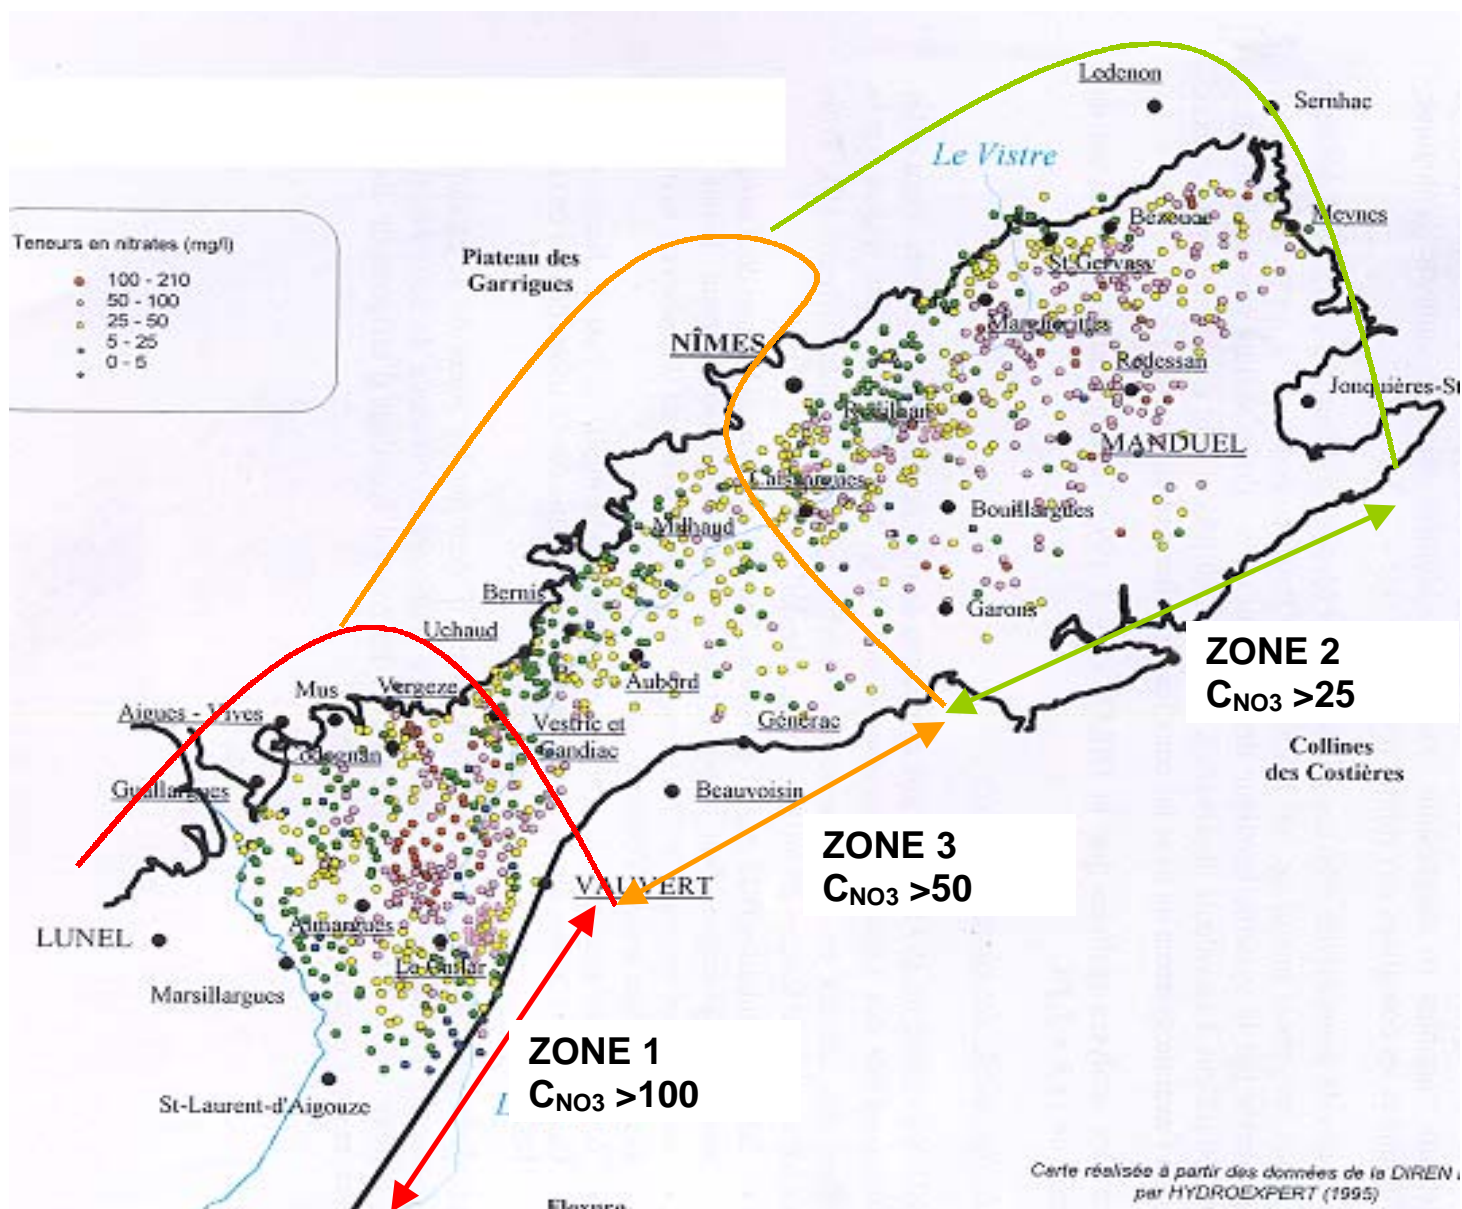 Ledenon
Sernhac
Le Vistre
Teneurs en nitrates (mg/l)
100 - 210
50 - 100
25 - 50
5 - 25
0 - 5
Plateau des
Garrigues
Bezouce
Meynes
St Gervasy
NÎMES
Marguerittes
Redessan
Jonquières-St
Rodilhan
MANDUEL
Caissargues
Bouillargues
Milhaud
Bernis
Garons
Uchaud
ZONE 2
CNO3 >25
Mus
Vergeze
Aubord
Aigues - Vives
Vestric et
Candiac
Générac
Codognan
Collines
des Costières
Guallargues
Beauvoisin
ZONE 3
CNO3 >50
VAUVERT
Aimargues
LUNEL
Le Cailar
Marsillargues
ZONE 1
CNO3 >100
St-Laurent-d'Aigouze
L
Carte réalisée à partir des données de la DIREN
par HYDROEXPERT (1995)